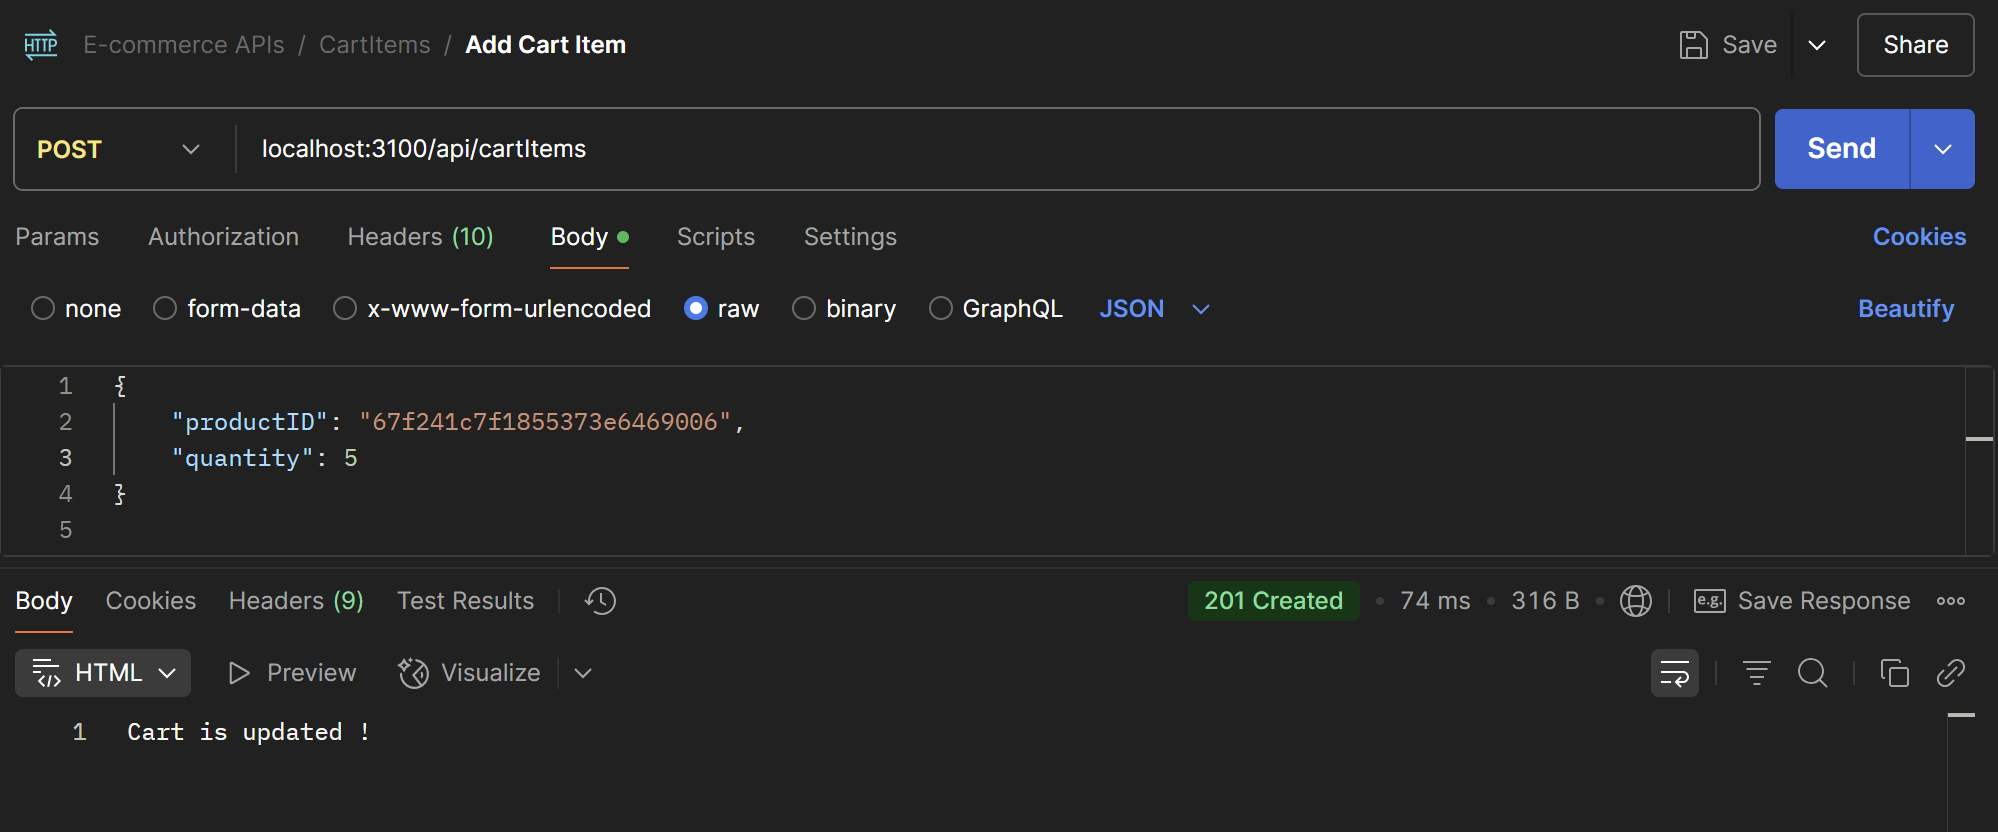 HTTP E-commerce APIs / CartItems / Add Cart Item Save Share
POST localhost:3100/api/cartItems Send
Params Authorization Headers (10) Body Scripts Settings Cookies
none form-data x-www-form-urlencoded raw binary GraphQL JSON Beautify
1 {
2 "productID": "67f241c7f1855373e6469006",
3 "quantity": 5
4 }
5
Body Cookies Headers (9) Test Results 201 Created • 74 ms • 316 B • e.g. Save Response
HTML Preview Visualize
1 Cart is updated !